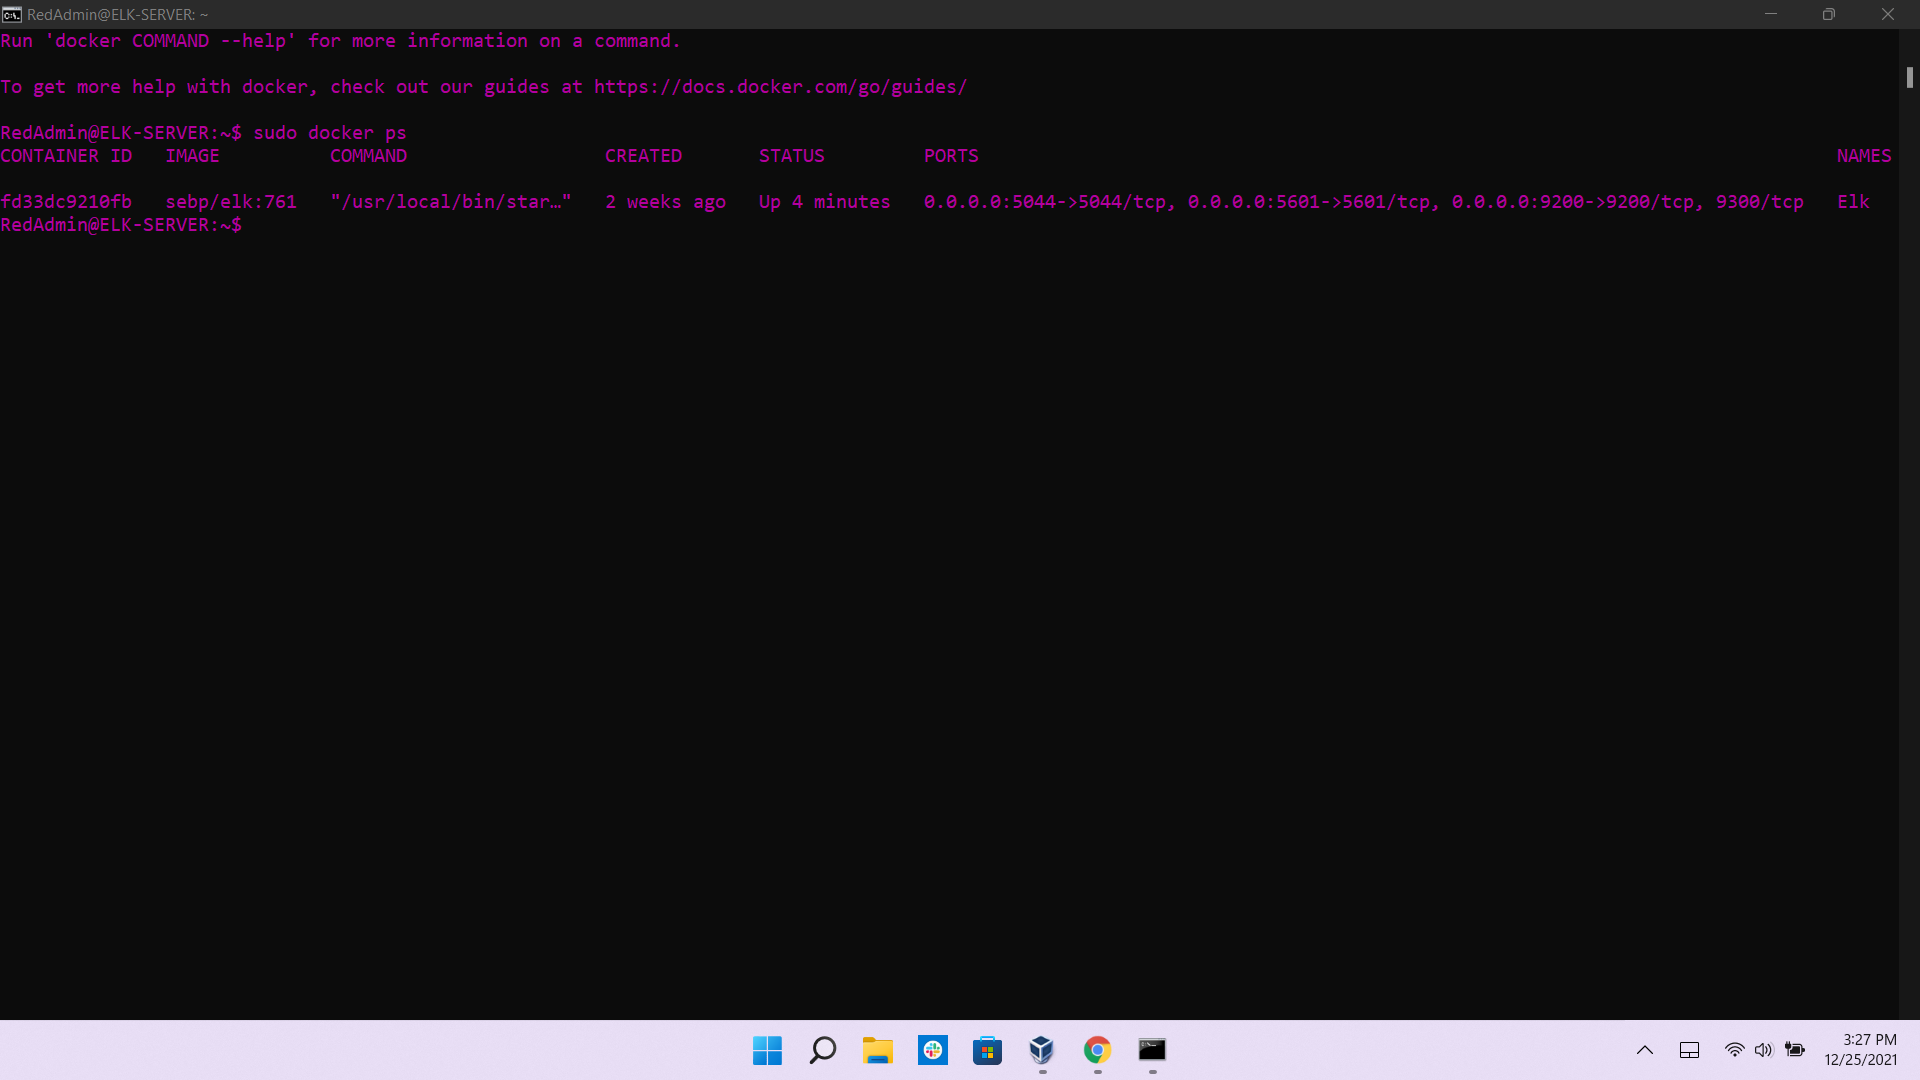 RedAdmin@ELK-SERVER: ~
Run 'docker COMMAND --help' for more information on a command.
To get more help with docker, check out our guides at https://docs.docker.com/go/guides/
RedAdmin@ELK-SERVER:~$ sudo docker ps
CONTAINER ID   IMAGE          COMMAND                  CREATED       STATUS         PORTS                                                                              NAMES
fd33dc9210fb   sebp/elk:761   "/usr/local/bin/star…"   2 weeks ago   Up 4 minutes   0.0.0.0:5044->5044/tcp, 0.0.0.0:5601->5601/tcp, 0.0.0.0:9200->9200/tcp, 9300/tcp   Elk
RedAdmin@ELK-SERVER:~$
3:27 PM
12/25/2021